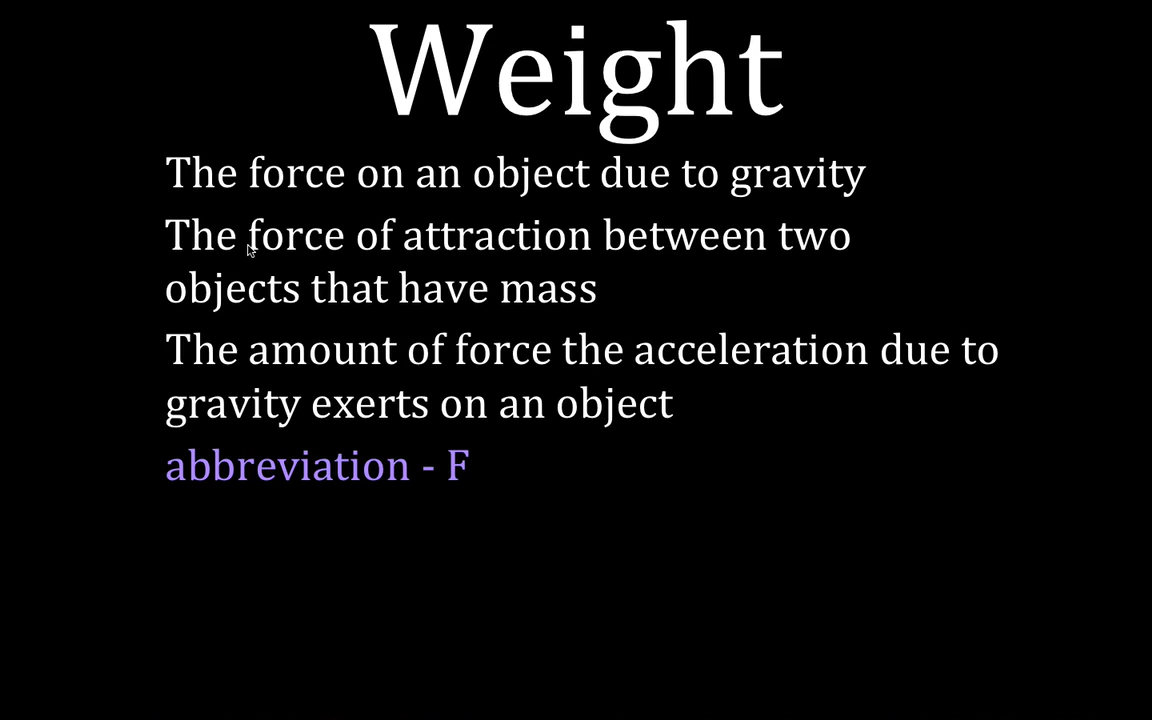 Weight
The force on an object due to gravity
The force of attraction between two
objects that have mass
The amount of force the acceleration due to
gravity exerts on an object
abbreviation - F